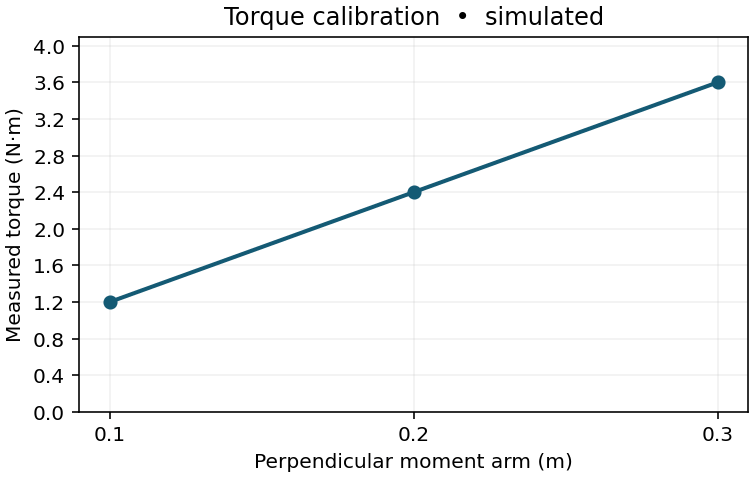 Torque calibration • simulated
Measured torque (N·m)
4.0
3.6
3.2
2.8
2.4
2.0
1.6
1.2
0.8
0.4
0.0
0.1 0.2 0.3
Perpendicular moment arm (m)